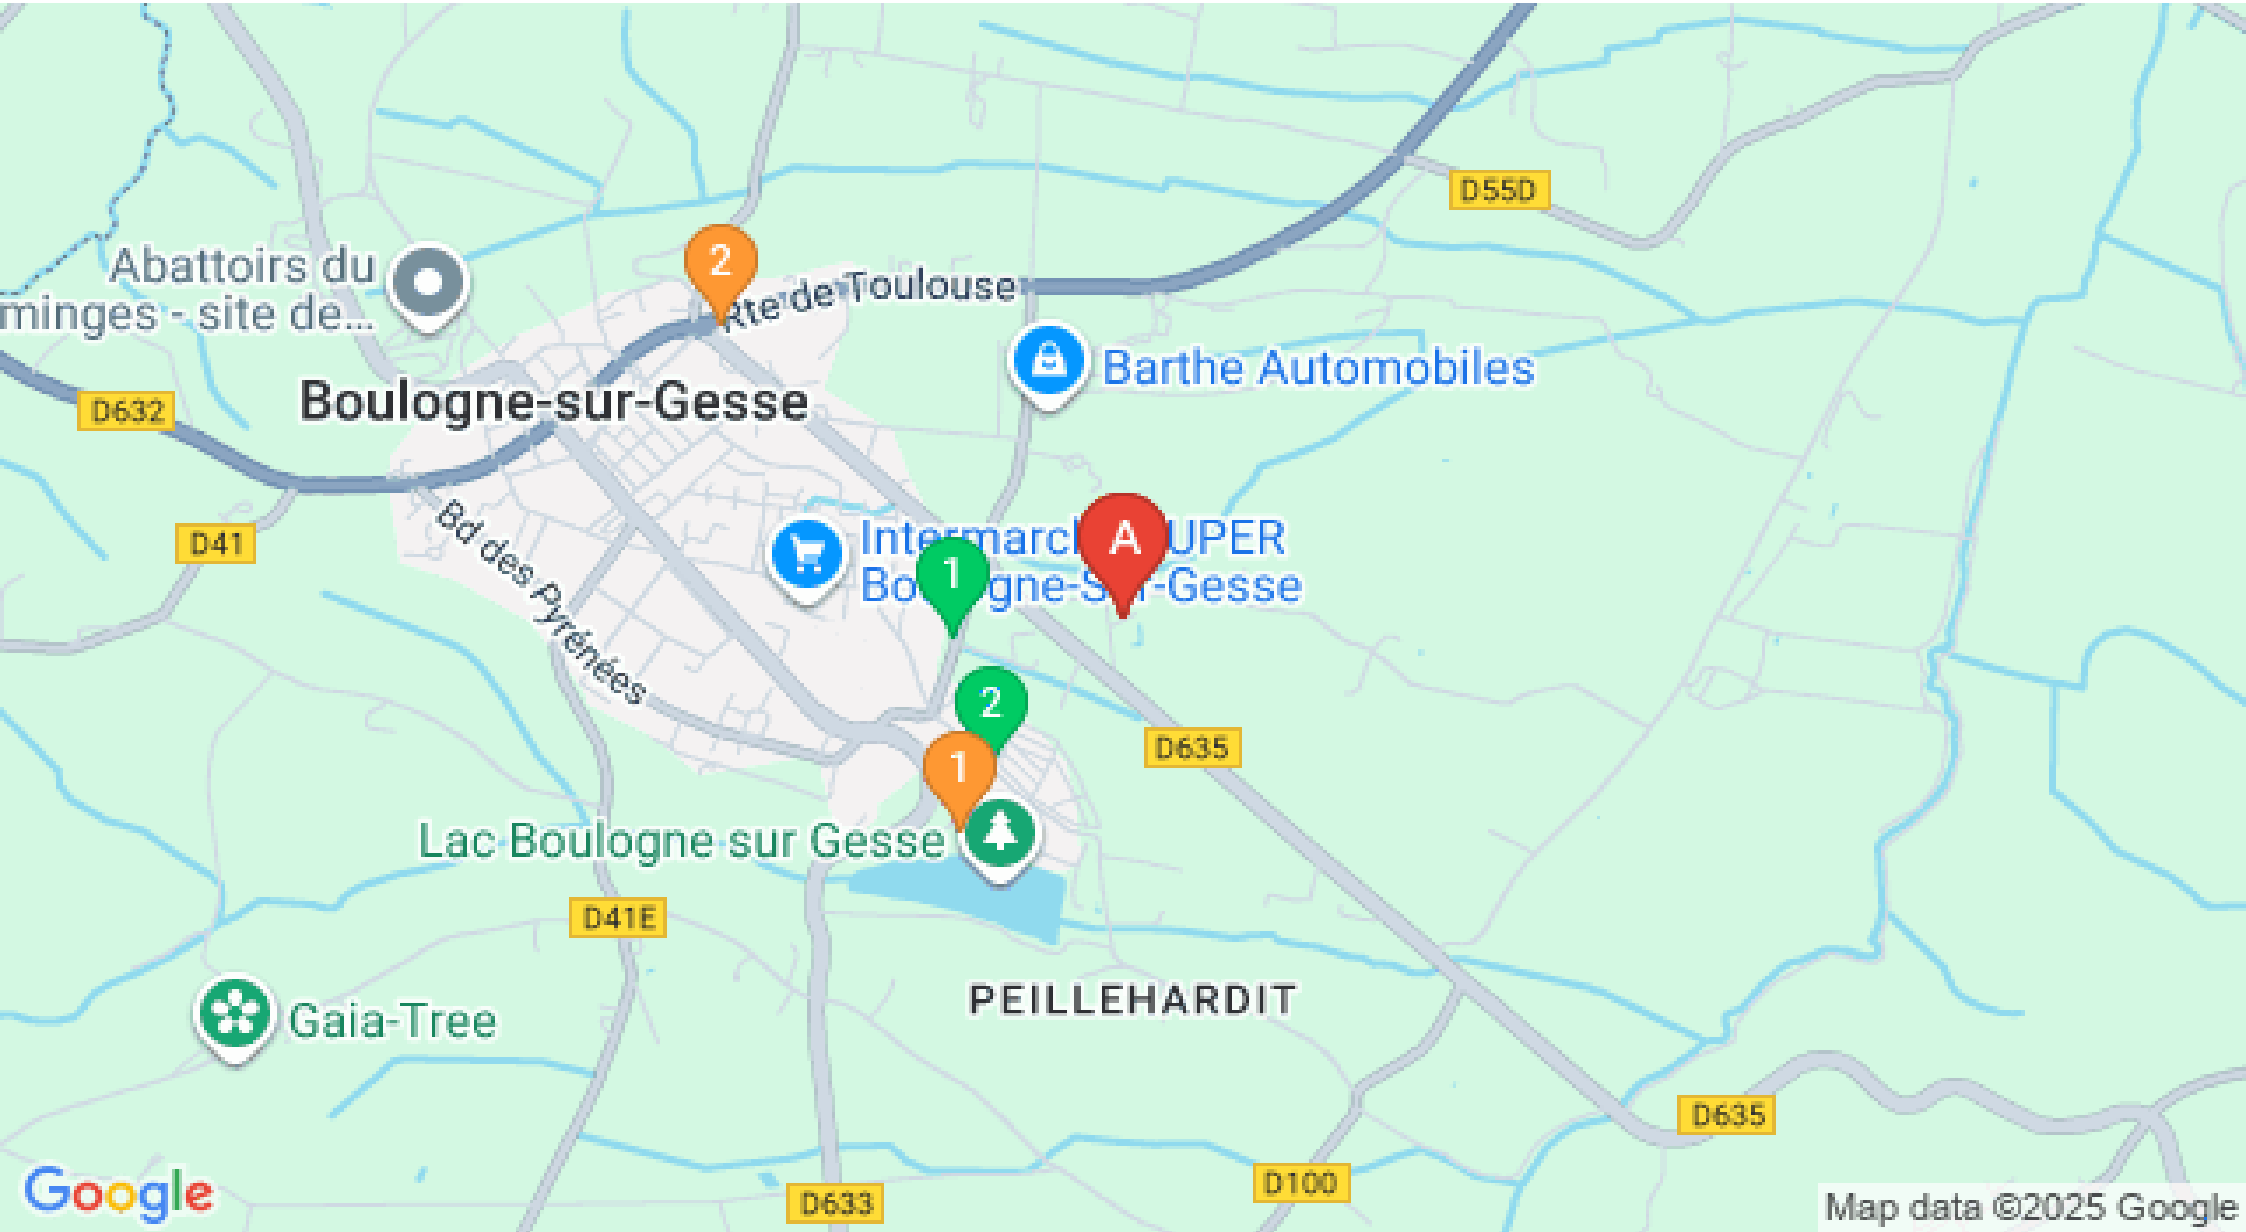 D55D
2
Abattoirs du
minges - site de...
Rte de Toulouse
Barthe Automobiles
Boulogne-sur-Gesse
D632
D41
Bd des Pyrénées
A
1
2
D635
1
Lac Boulogne sur Gesse
D41E
PEILLEHARDIT
Gaia-Tree
D635
D100
D633
Google
Map data ©2025 Google